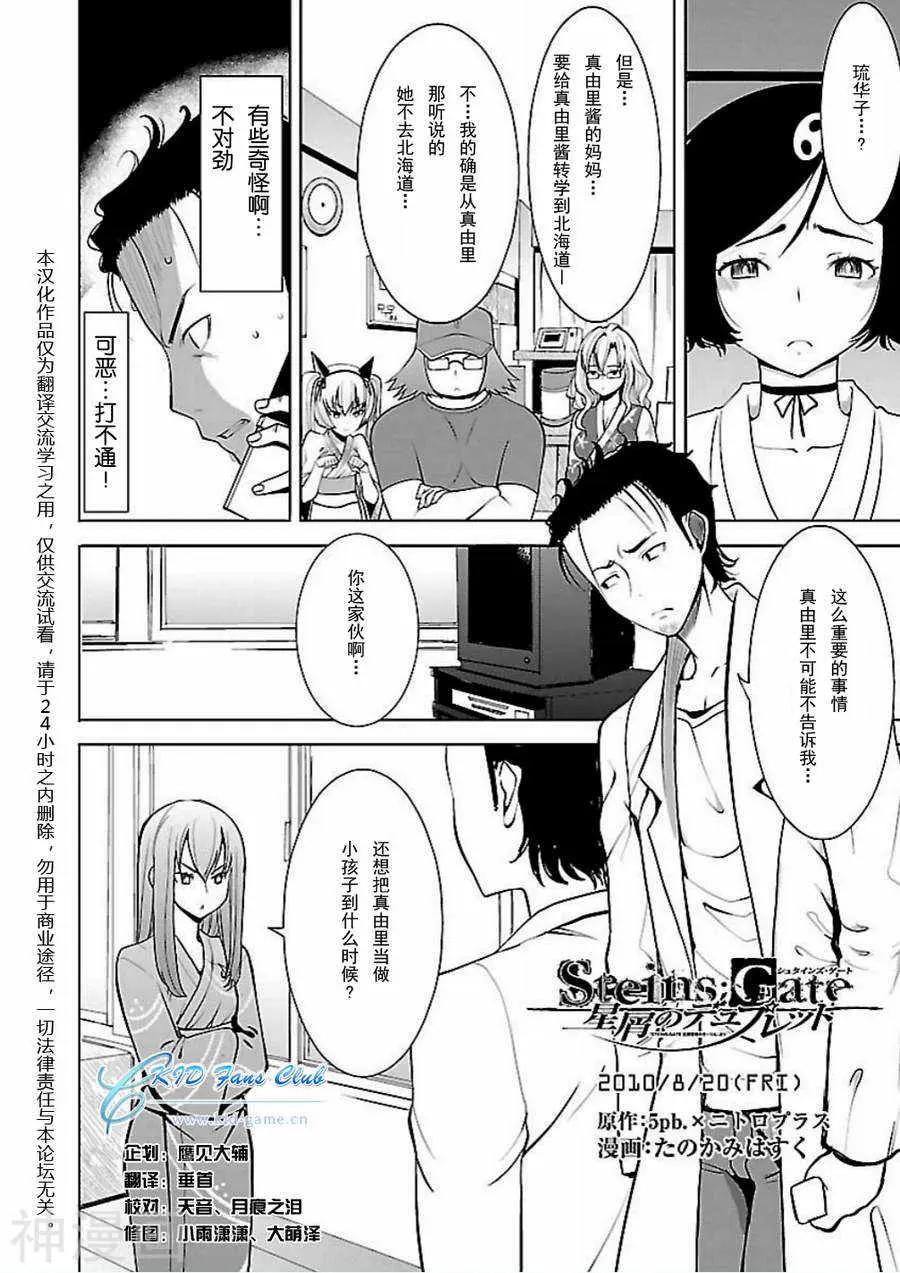 琉华子…?
但是…
真由里酱的妈妈…
要给真由里酱转学到北海道—
不…我的确是从真由里
那听说的
她不去北海道…
有些奇怪啊…
不对劲
可恶…打不通!
这么重要的事情
真由里不可能不告诉我…
你这家伙啊…
还想把真由里当做
小孩子到什么时候?
Steins;Gate
シュタインズ・ゲート
星屑のデュプレット
2010/8/20(FRI)
原作:5pb.×ニトロプラス
漫画:たのかみはすく
KID Fans Club
www.kid-game.cn
企划:鹰贝大辅
翻译:垂首
校对:天音、月痕之泪
修图:小雨潇潇、大萌泽
本汉化作品仅为翻译交流学习之用,仅供交流试看,请于24小时之内删除,勿用于商业途径,一切法律责任与本论坛无关。
神漫画